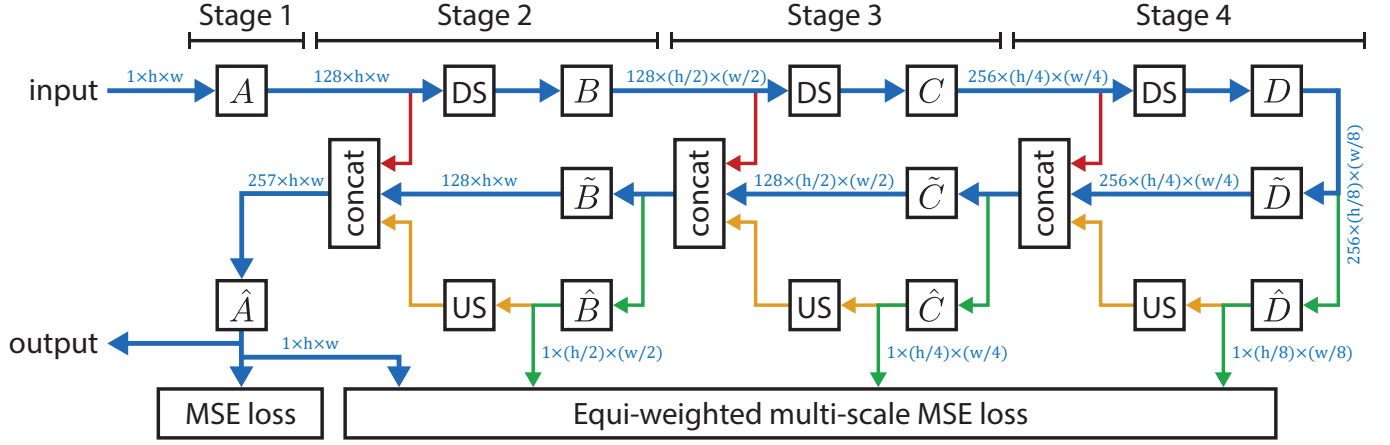 Stage 1 Stage 2 Stage 3 Stage 4
input 1×h×w A 128×h×w DS B 128×(h/2)×(w/2) DS C 256×(h/4)×(w/4) DS D
256×(h/8)×(w/8)
257×h×w concat 128×h×w B̃ concat 128×(h/2)×(w/2) C̃ concat 256×(h/4)×(w/4) D̃
Â US B̂ US Ĉ US D̂
output 1×h×w 1×(h/2)×(w/2) 1×(h/4)×(w/4) 1×(h/8)×(w/8)
MSE loss Equi-weighted multi-scale MSE loss